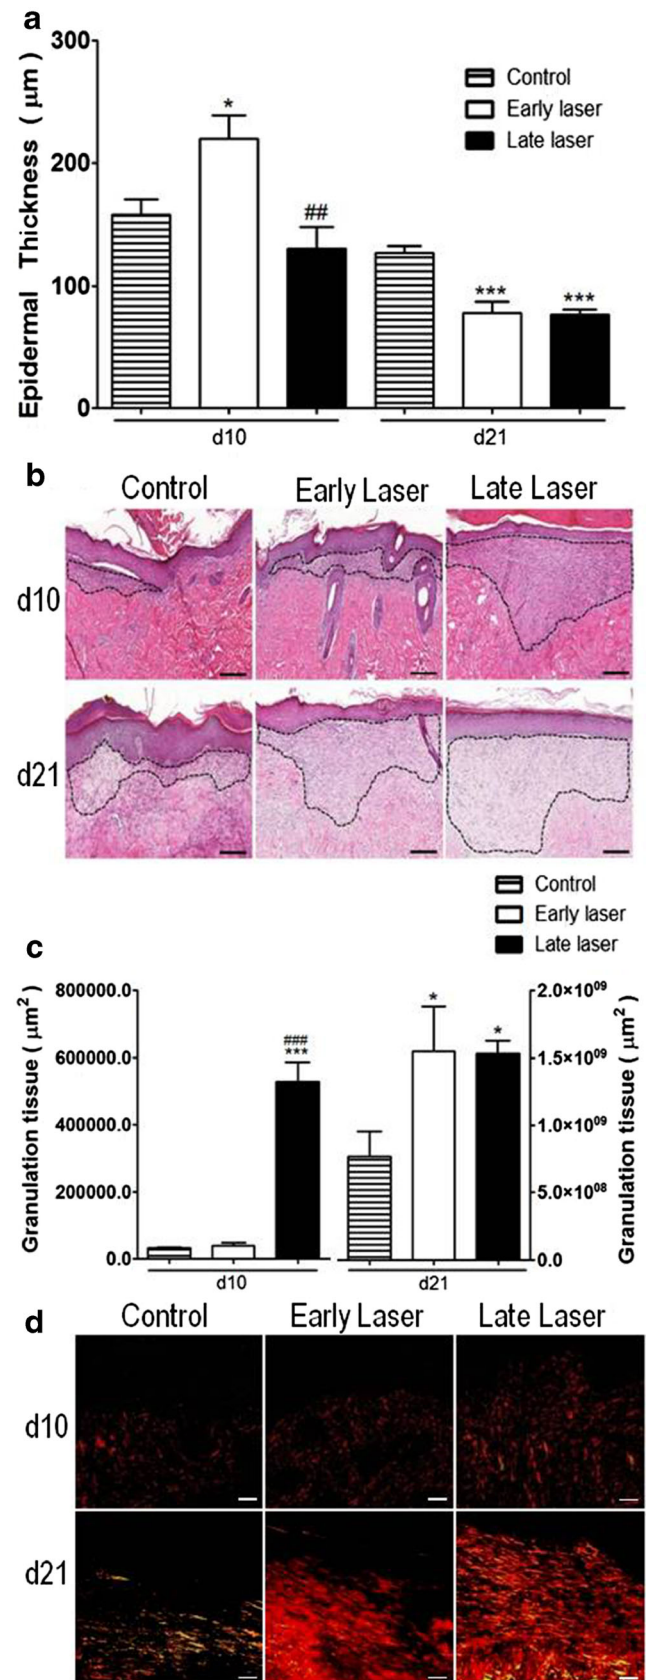 a
300
200
100
0
Epidermal Thickness ( μm )
Control
Early laser
Late laser
*
##
***
***
d10
d21
b
Control
Early Laser
Late Laser
d10
d21
Control
Early laser
Late laser
c
800000.0
600000.0
400000.0
200000.0
0.0
Granulation tissue ( μm² )
###
***
*
*
2.0×10⁰⁹
1.5×10⁰⁹
1.0×10⁰⁹
5.0×10⁰⁸
0.0
Granulation tissue ( μm² )
d10
d21
d
Control
Early Laser
Late Laser
d10
d21